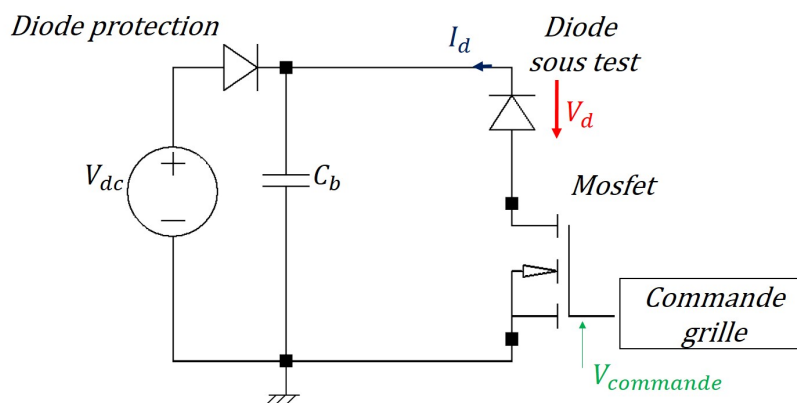 Diode protection
I_d
Diode
sous test
V_d
V_dc
+
−
C_b
Mosfet
Commande
grille
V_commande